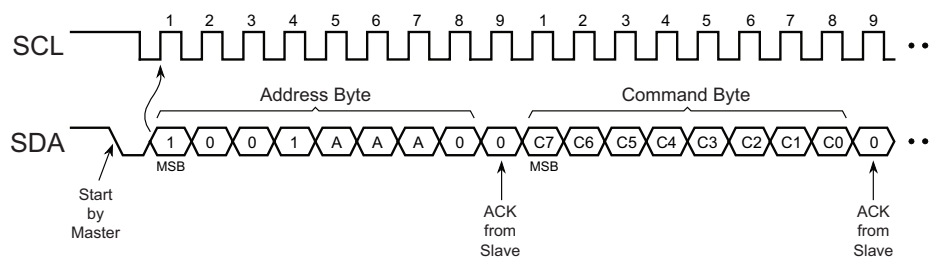 1 2 3 4 5 6 7 8 9 1 2 3 4 5 6 7 8 9
SCL
Address Byte Command Byte
SDA 1 0 0 1 A A A 0 0 C7 C6 C5 C4 C3 C2 C1 C0 0
MSB MSB
Start
by
Master
ACK
from
Slave
ACK
from
Slave